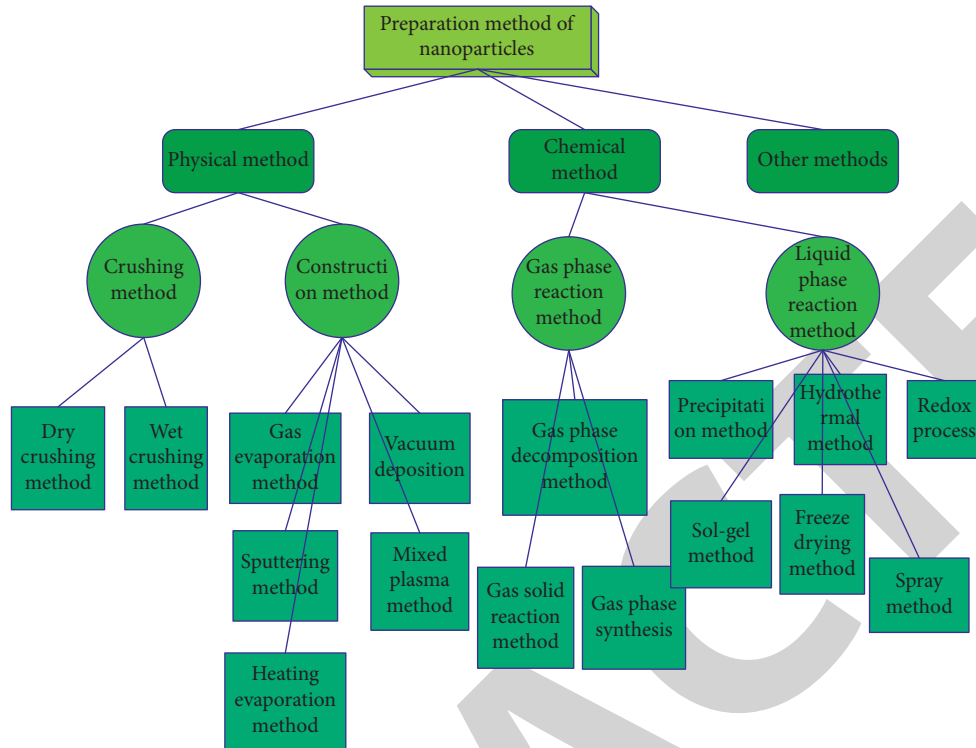 Preparation method of
nanoparticles
Physical method
Chemical
method
Other methods
Crushing
method
Constructi
on method
Gas phase
reaction
method
Liquid
phase
reaction
method
Dry
crushing
method
Wet
crushing
method
Gas
evaporation
method
Vacuum
deposition
Gas phase
decomposition
method
Precipitati
on method
Hydrothe
rmal
method
Redox
process
Sputtering
method
Mixed
plasma
method
Gas solid
reaction
method
Gas phase
synthesis
Sol-gel
method
Freeze
drying
method
Spray
method
Heating
evaporation
method